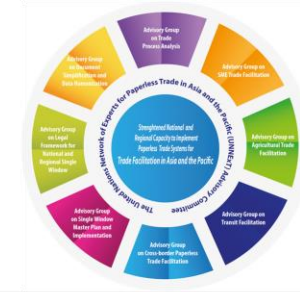 Advisory Group
on Trade
Process Analysis
Advisory Group on
SME Trade Facilitation
Advisory Group on
Agricultural Trade
Facilitation
Advisory Group on
Transit Facilitation
Advisory Group
on Cross-border Paperless
Trade Facilitation
Advisory Group
on Single Window
Master Plan and
Implementation
Advisory Group
on Legal
Framework for
National and
Regional Single
Window
Advisory Group
on Document
Simplification and
Data Harmonization
The United Nations Network of Experts for Paperless Trade in Asia and the Pacific (UNNExT) Advisory Committee
Strengthened National and
Regional Capacity to Implement
Paperless Trade Systems for
Trade Facilitation in Asia and the Pacific